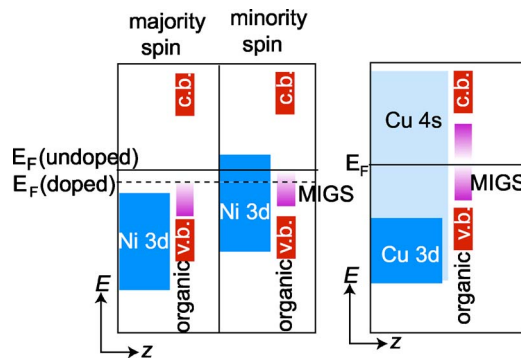 majority spin
minority spin
c.b.
c.b.
c.b.
Cu 4s
E_F(undoped)
E_F(doped)
E_F
MIGS
MIGS
Ni 3d
v.b.
Ni 3d
v.b.
Cu 3d
v.b.
organic
organic
organic
E
z
E
z